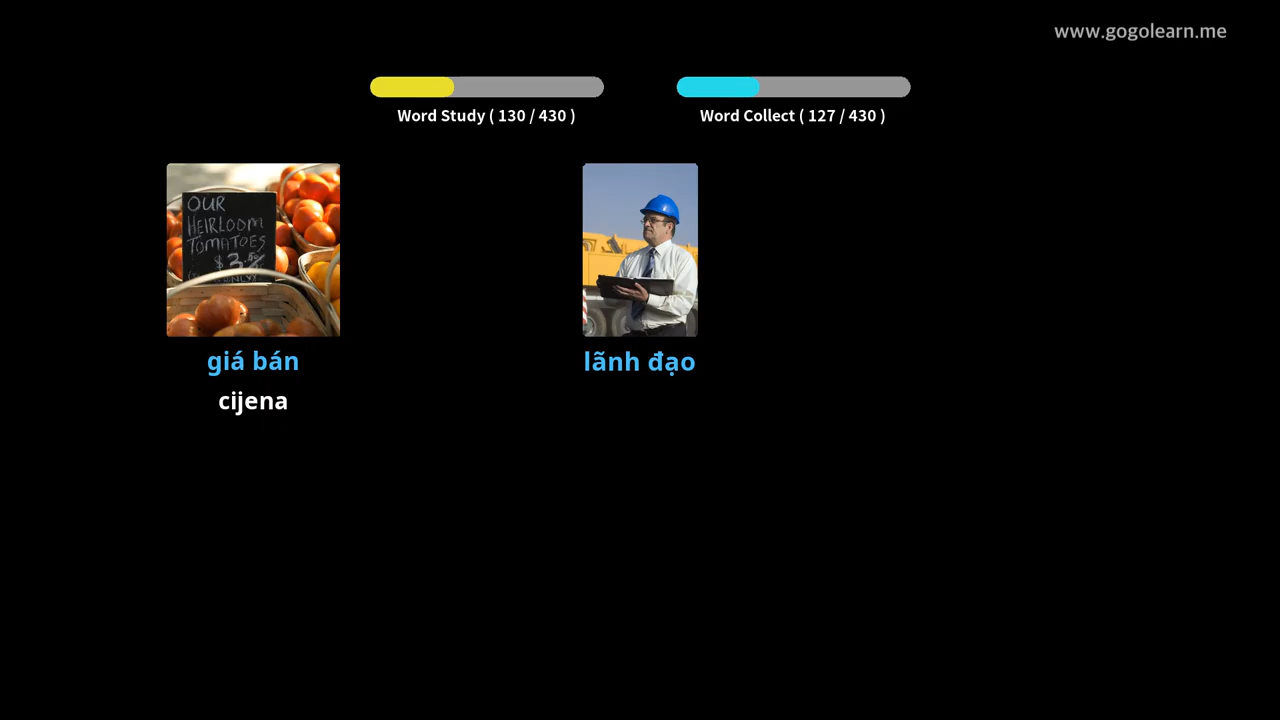 www.gogolearn.me
Word Study ( 130 / 430 )
Word Collect ( 127 / 430 )
OUR
HEIRLOOM
TOMATOES
giá bán
cijena
lãnh đạo